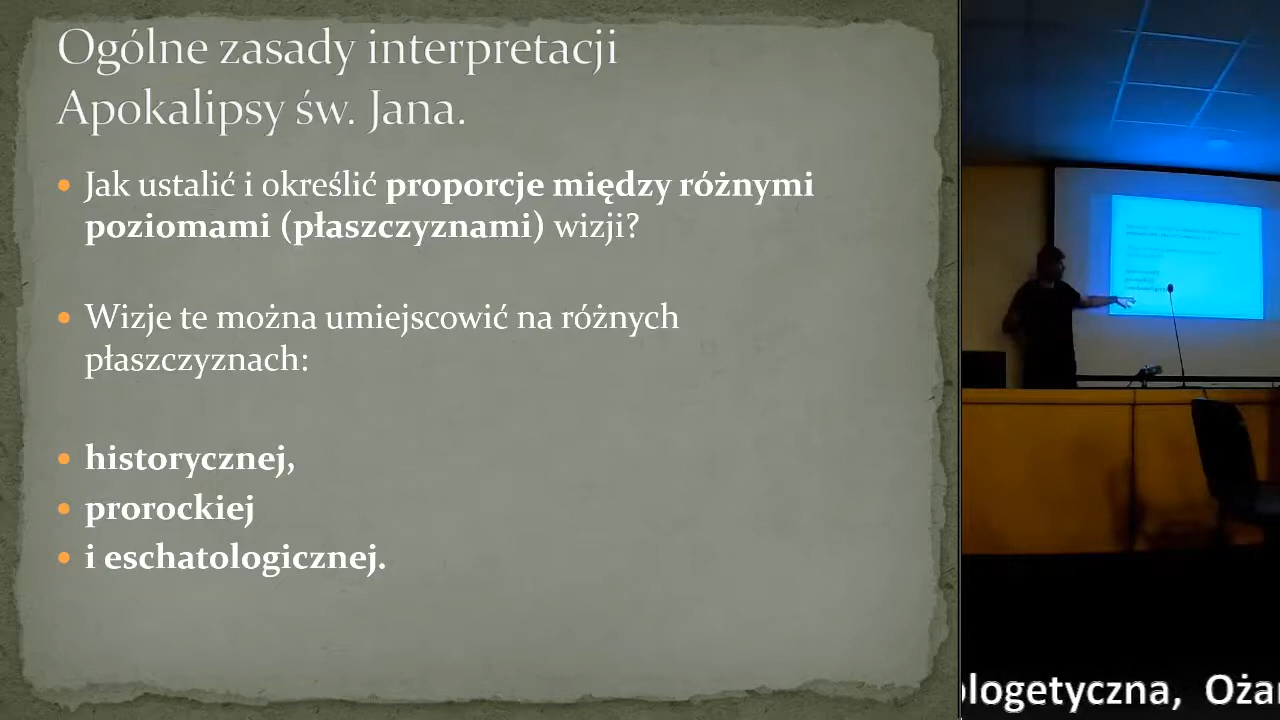 Ogólne zasady interpretacji
Apokalipsy św. Jana.
• Jak ustalić i określić proporcje między różnymi
poziomami (płaszczyznami) wizji?
• Wizje te można umiejscowić na różnych
płaszczyznach:
• historycznej,
• prorockiej
• i eschatologicznej.
ologetyczna, Oża